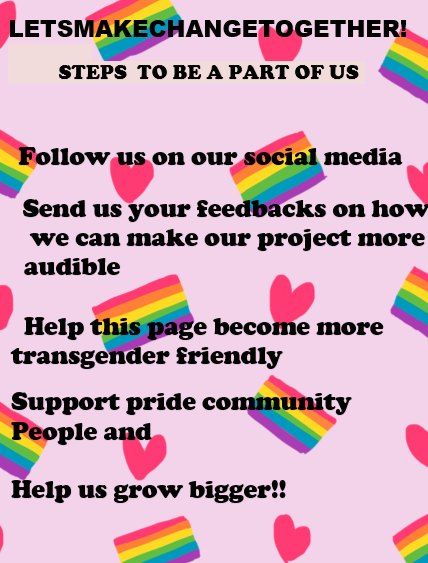 LETSMAKECHANGETOGETHER!
STEPS TO BE A PART OF US
Follow us on our social media
Send us your feedbacks on how
we can make our project more
audible
Help this page become more
transgender friendly
Support pride community
People and
Help us grow bigger!!